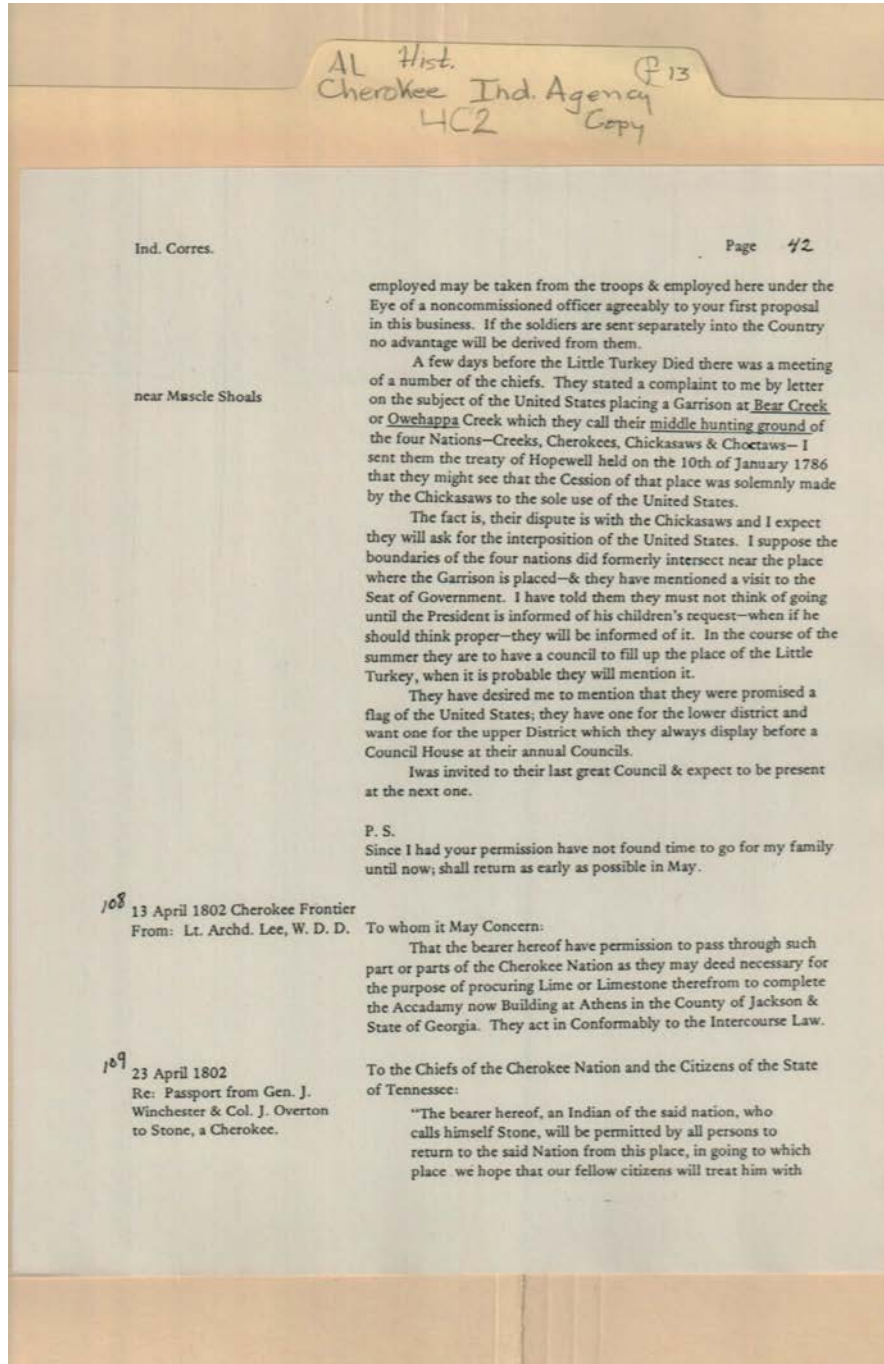 AL Hist. F 13
Cherokee Ind. Agency
4C2 Copy
Ind. Corres. Page 42
employed may be taken from the troops & employed here under the
Eye of a noncommissioned officer agreeably to your first proposal
in this business. If the soldiers are sent separately into the Country
no advantage will be derived from them.
A few days before the Little Turkey Died there was a meeting
of a number of the chiefs. They stated a complaint to me by letter
near Muscle Shoals
on the subject of the United States placing a Garrison at Bear Creek
or Owehappa Creek which they call their middle hunting ground of
the four Nations—Creeks, Cherokees, Chickasaws & Choctaws— I
sent them the treaty of Hopewell held on the 10th of January 1786
that they might see that the Cession of that place was solemnly made
by the Chickasaws to the sole use of the United States.
The fact is, their dispute is with the Chickasaws and I expect
they will ask for the interposition of the United States. I suppose the
boundaries of the four nations did formerly intersect near the place
where the Garrison is placed—& they have mentioned a visit to the
Seat of Government. I have told them they must not think of going
until the President is informed of his children's request—when if he
should think proper—they will be informed of it. In the course of the
summer they are to have a council to fill up the place of the Little
Turkey, when it is probable they will mention it.
They have desired me to mention that they were promised a
flag of the United States; they have one for the lower district and
want one for the upper District which they always display before a
Council House at their annual Councils.
Iwas invited to their last great Council & expect to be present
at the next one.
P. S.
Since I had your permission have not found time to go for my family
until now; shall return as early as possible in May.
108 13 April 1802 Cherokee Frontier
From: Lt. Archd. Lee, W. D. D. To whom it May Concern:
That the bearer hereof have permission to pass through such
part or parts of the Cherokee Nation as they may deed necessary for
the purpose of procuring Lime or Limestone therefrom to complete
the Accadamy now Building at Athens in the County of Jackson &
State of Georgia. They act in Conformably to the Intercourse Law.
109 23 April 1802
Re: Passport from Gen. J.
Winchester & Col. J. Overton
to Stone, a Cherokee.
To the Chiefs of the Cherokee Nation and the Citizens of the State
of Tennessee:
"The bearer hereof, an Indian of the said nation, who
calls himself Stone, will be permitted by all persons to
return to the said Nation from this place, in going to which
place we hope that our fellow citizens will treat him with